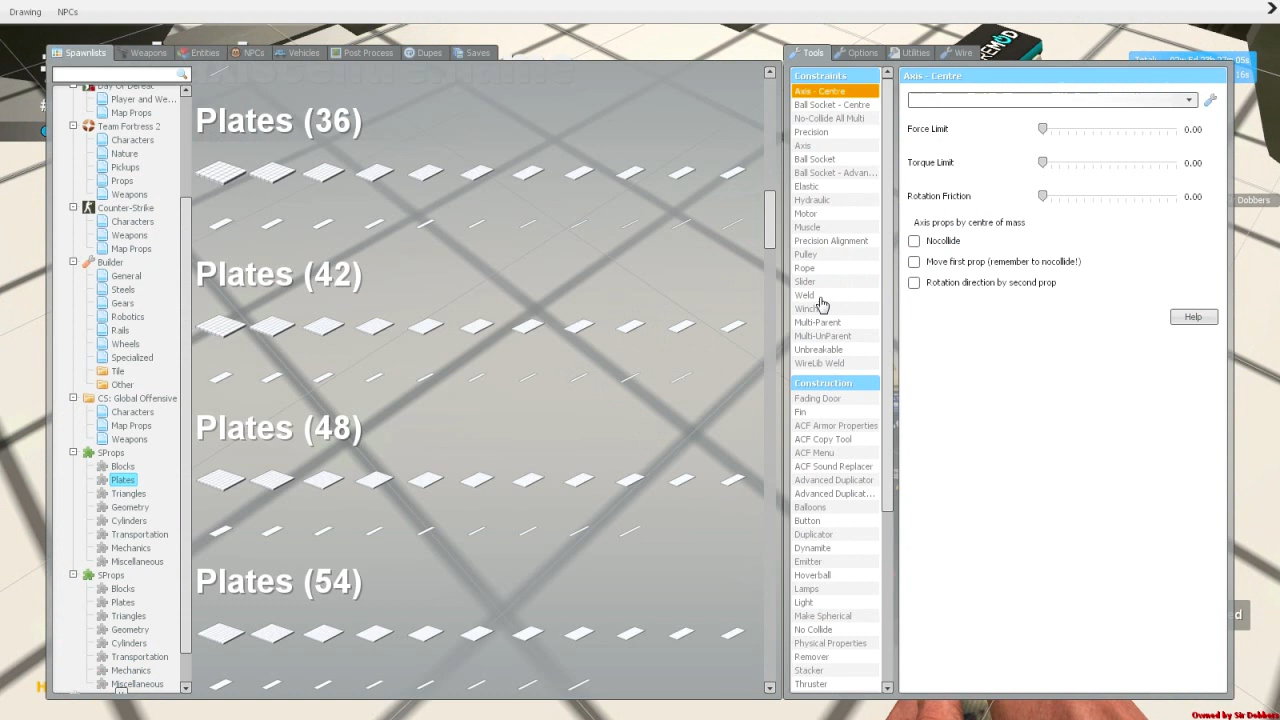 Drawing NPCs
Spawnlists Weapons Entities NPCs Vehicles Post Process Dupes Saves
Tools Options Utilities Wire
Day Of Defeat
Player and We...
Map Props
Team Fortress 2
Characters
Nature
Pickups
Props
Weapons
Counter-Strike
Characters
Weapons
Map Props
Builder
General
Steels
Gears
Robotics
Rails
Wheels
Specialized
Tile
Other
CS: Global Offensive
Characters
Map Props
Weapons
SProps
Blocks
Plates
Triangles
Geometry
Cylinders
Transportation
Mechanics
Miscellaneous
SProps
Blocks
Plates
Triangles
Geometry
Cylinders
Transportation
Mechanics
Miscellaneous
Plates (36)
Plates (42)
Plates (48)
Plates (54)
Constraints
Axis - Centre
Ball Socket - Centre
No-Collide All Multi
Precision
Axis
Ball Socket
Ball Socket - Advan...
Elastic
Hydraulic
Motor
Muscle
Precision Alignment
Pulley
Rope
Slider
Weld
Winch
Multi-Parent
Multi-UnParent
Unbreakable
WireLib Weld
Construction
Fading Door
Fin
ACF Armor Properties
ACF Copy Tool
ACF Menu
ACF Sound Replacer
Advanced Duplicator
Advanced Duplicat...
Balloons
Button
Duplicator
Dynamite
Emitter
Hoverball
Lamps
Light
Make Spherical
No Collide
Physical Properties
Remover
Stacker
Thruster
Axis - Centre
Force Limit 0.00
Torque Limit 0.00
Rotation Friction 0.00
Axis props by centre of mass
Nocollide
Move first prop (remember to nocollide!)
Rotation direction by second prop
Help
Dobbers
Owned by Sir Dobbers